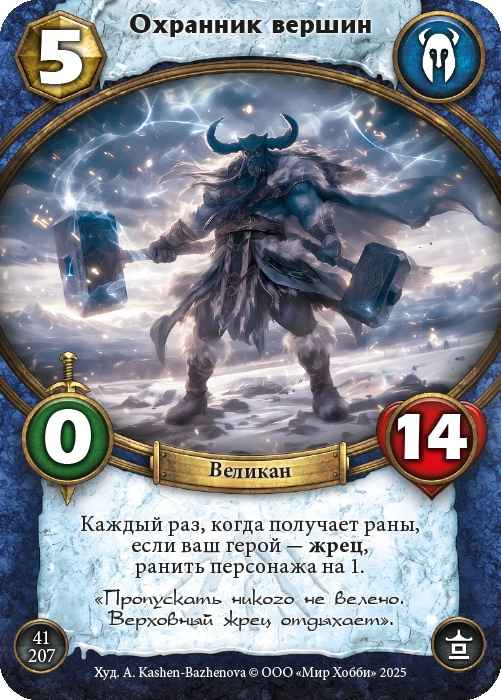 Охранник вершин
5
0
14
Великан
Каждый раз, когда получает раны,
если ваш герой — жрец,
ранить персонажа на 1.
«Пропускать никого не велено.
Верховный жрец отдыхает».
41
207
Худ. A. Kashen-Bazhenova © ООО «Мир Хобби» 2025